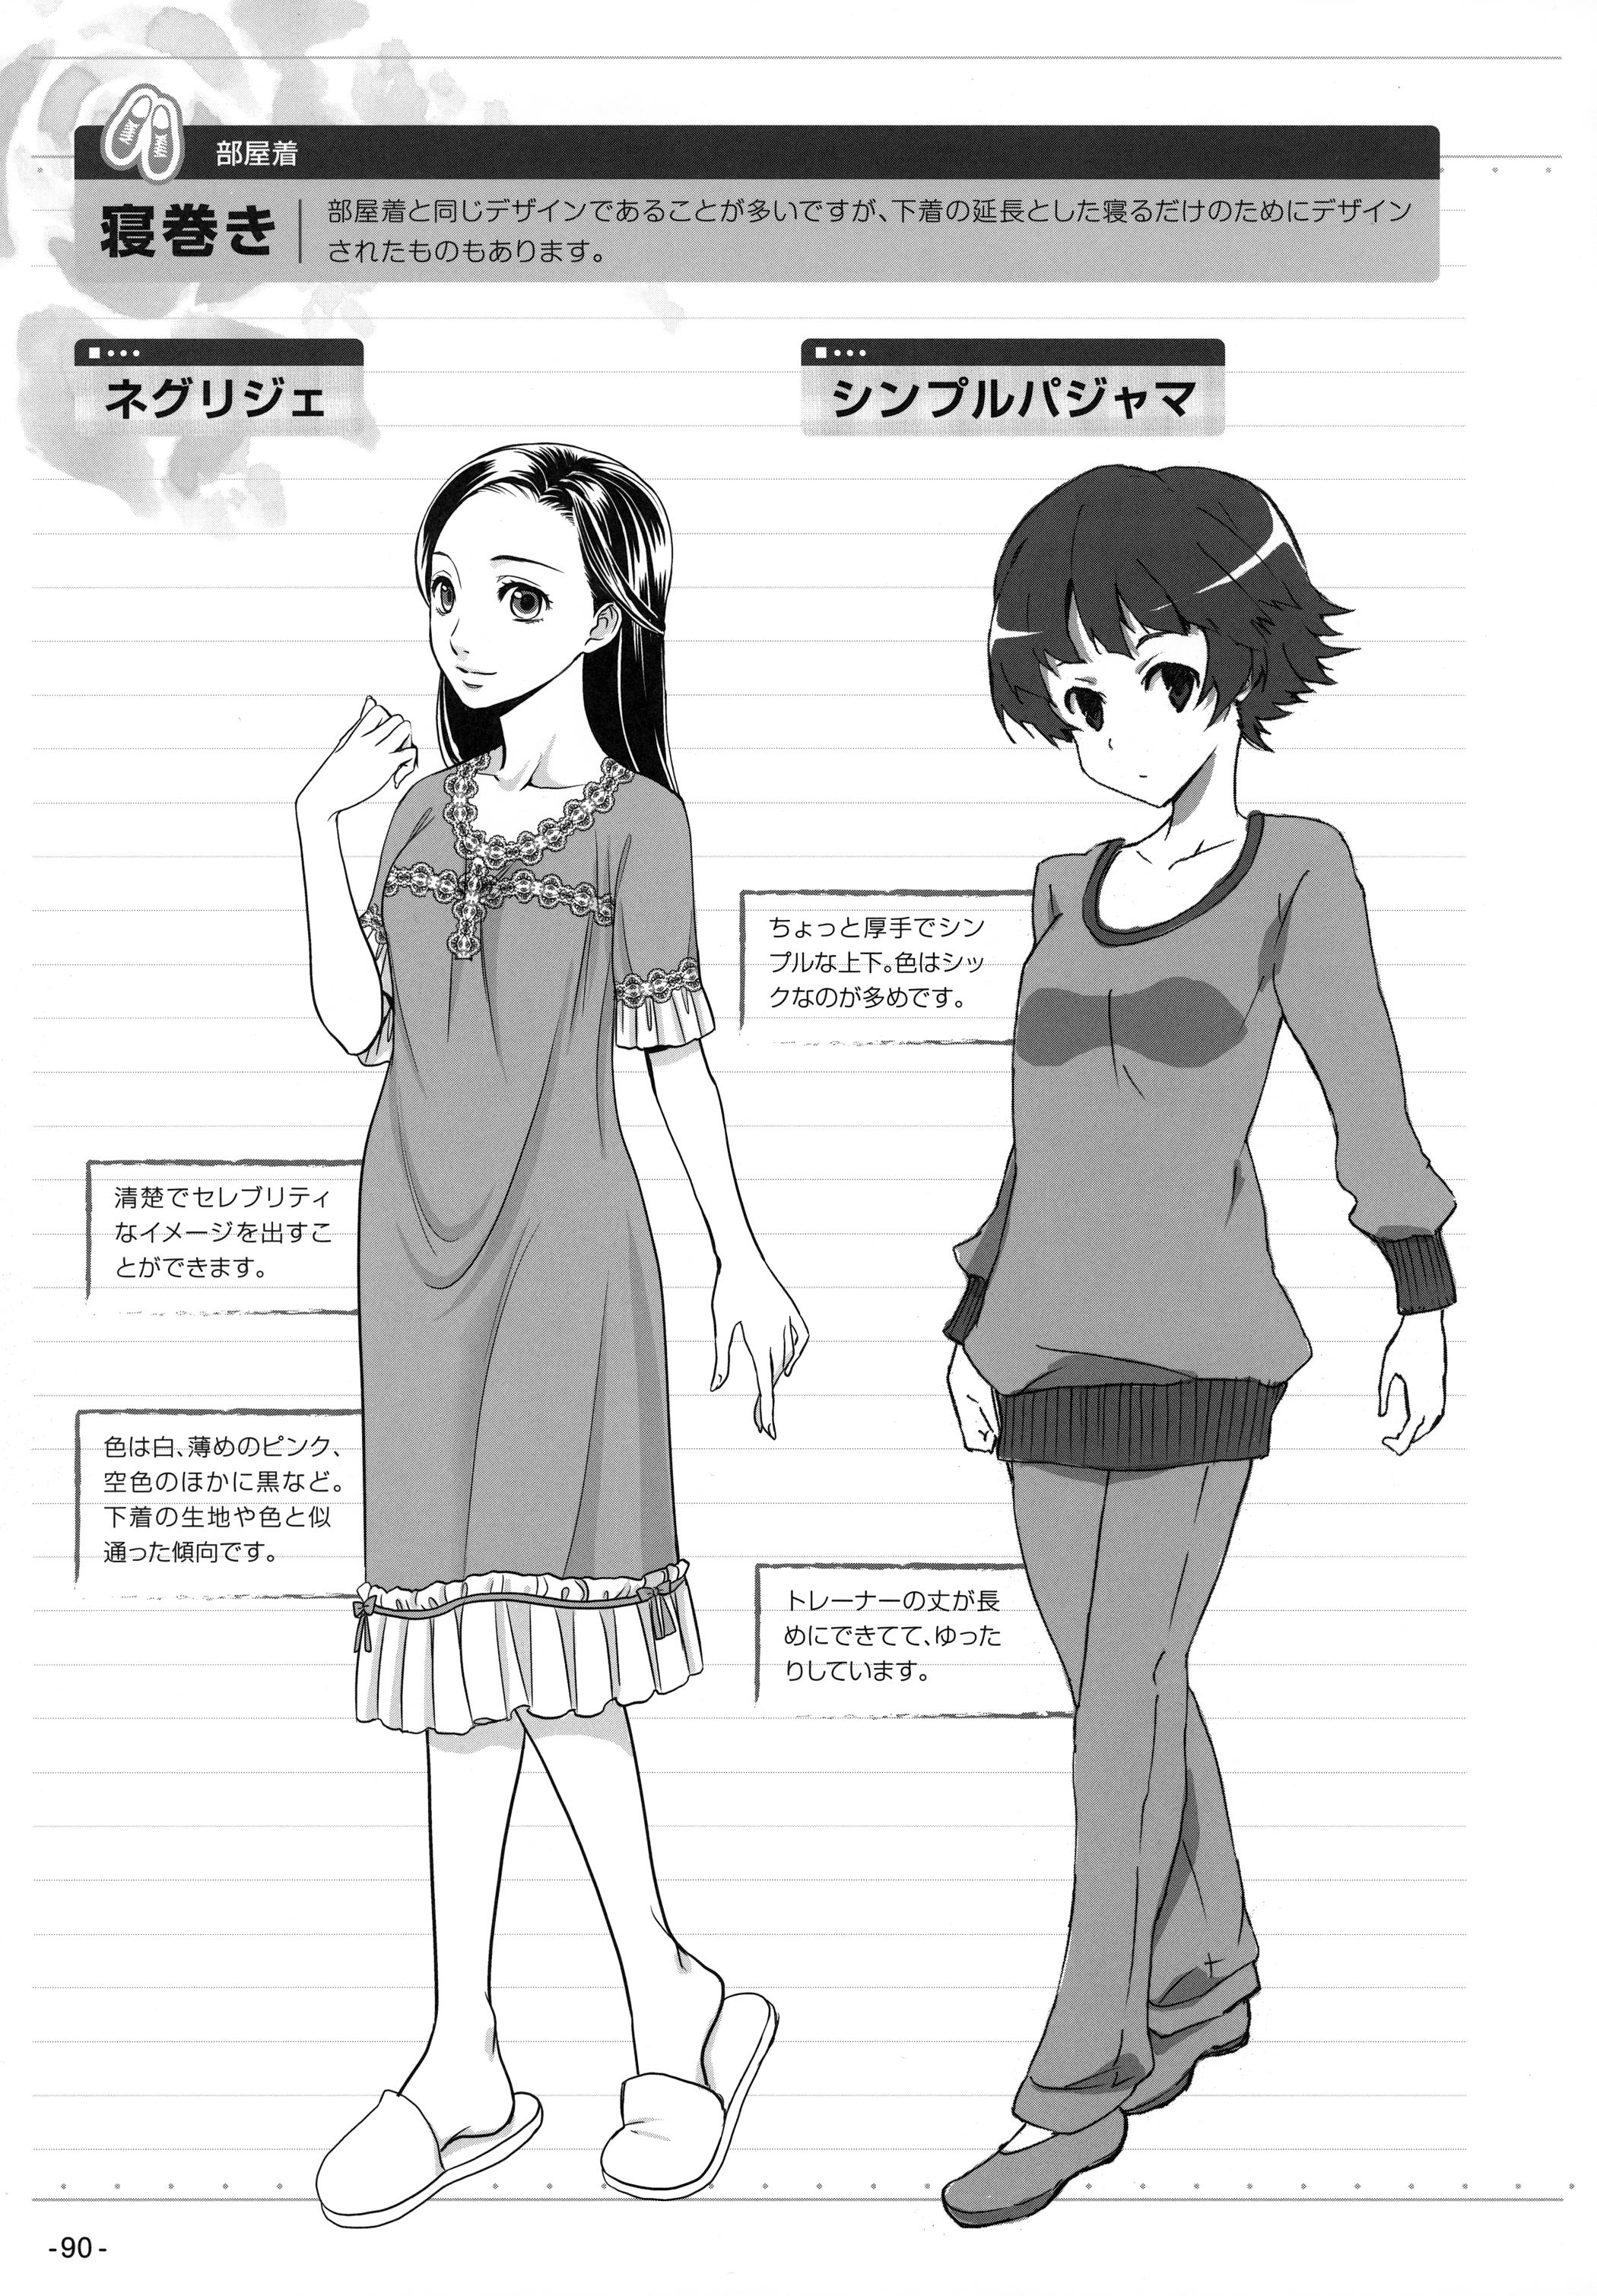 部屋着
寝巻き
部屋着と同じデザインであることが多いですが、下着の延長とした寝るだけのためにデザイン
されたものもあります。
ネグリジェ
シンプルパジャマ
ちょっと厚手でシン
プルな上下。色はシッ
クなのが多めです。
清楚でセレブリティ
なイメージを出すこ
とができます。
色は白、薄めのピンク、
空色のほかに黒など。
下着の生地や色と似
通った傾向です。
トレーナーの丈が長
めにできてて、ゆった
りしています。
-90-